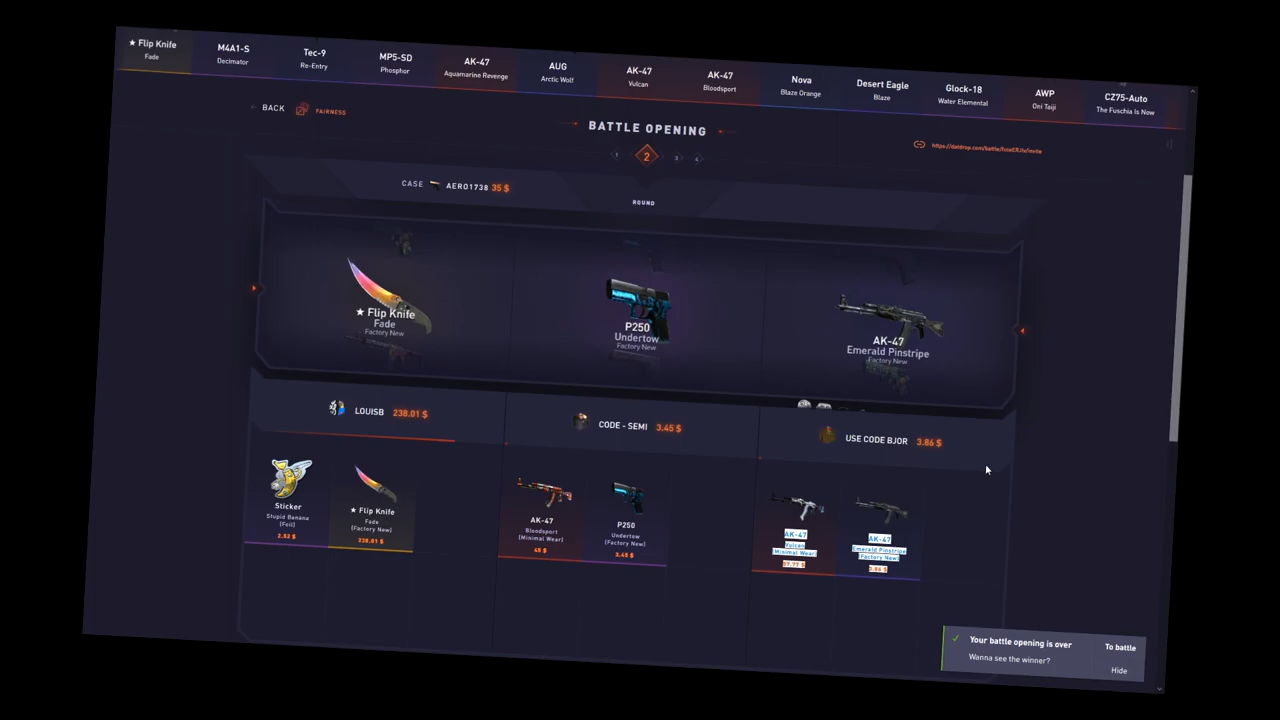 ★ Flip Knife
Fade
M4A1-S
Decimator
Tec-9
Re-Entry
MP5-SD
Phosphor
AK-47
Aquamarine Revenge
AUG
Arctic Wolf
AK-47
Vulcan
AK-47
Bloodsport
Nova
Blaze Orange
Desert Eagle
Blaze
Glock-18
Water Elemental
AWP
Oni Taiji
CZ75-Auto
The Fuschia Is Now
BACK
FAIRNESS
BATTLE OPENING
1 2 3 4
CASE AERO1738 35 $
ROUND
★ Flip Knife
Fade
Factory New
P250
Undertow
Factory New
AK-47
Emerald Pinstripe
Factory New
LOUISB 238.01 $
CODE - SEMI 3.45 $
USE CODE BJOR 3.86 $
Sticker
Stupid Banana
(Foil)
2.52 $
★ Flip Knife
Fade
(Factory New)
238.01 $
AK-47
Bloodsport
(Minimal Wear)
45 $
P250
Undertow
(Factory New)
3.45 $
AK-47
Vulcan
(Minimal Wear)
37.77 $
AK-47
Emerald Pinstripe
(Factory New)
3.86 $
Your battle opening is over
Wanna see the winner?
To battle
Hide